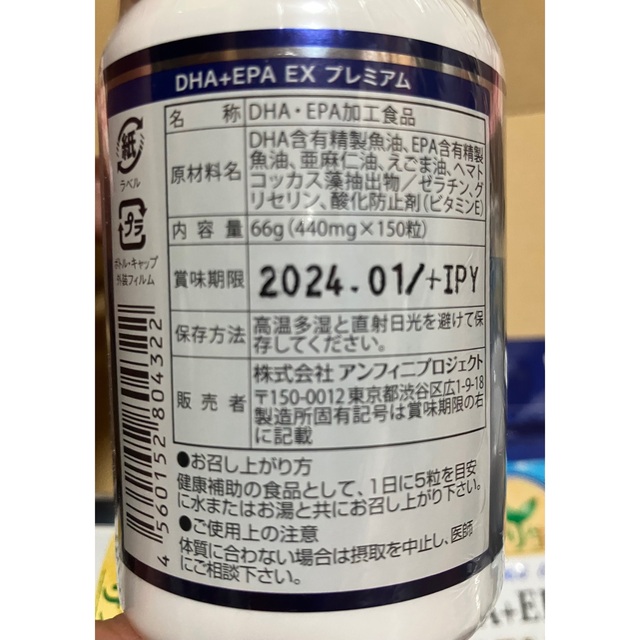 DHA+EPA EX プレミアム
名 称 DHA・EPA加工食品
原材料名 DHA含有精製魚油、EPA含有精製
魚油、亜麻仁油、えごま油、ヘマト
コッカス藻抽出物／ゼラチン、グ
リセリン、酸化防止剤（ビタミンE）
内 容 量 66g（440mg×150粒）
賞味期限 2024.01/+IPY
保存方法 高温多湿と直射日光を避けて保
存してください。
販 売 者 株式会社 アンフィニプロジェクト
〒150-0012 東京都渋谷区広1-9-18
製造所固有記号は賞味期限の右
に記載
●お召し上がり方
健康補助の食品として、1日に5粒を目安
に水またはお湯と共にお召し上がり下さい。
●ご使用上の注意
体質に合わない場合は摂取を中止し、医師
にご相談下さい。
紙
ラベル
プラ
ボトル・キャップ
外装フィルム
4 560152 804322